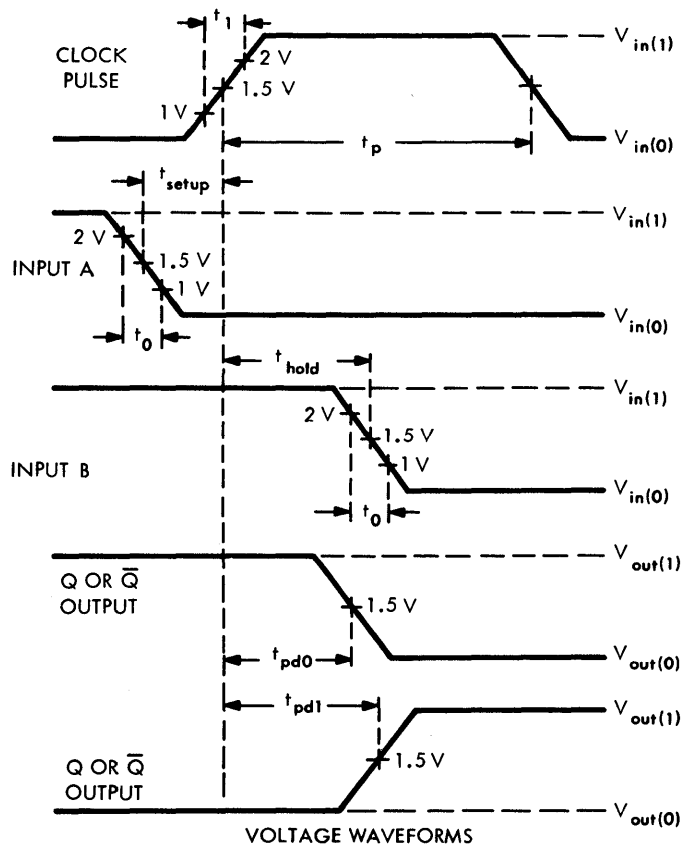 t1
Vin(1)
CLOCK
PULSE
2 V
1.5 V
1 V
tp
Vin(0)
tsetup
Vin(1)
2 V
INPUT A
1.5 V
1 V
t0
Vin(0)
thold
Vin(1)
2 V
1.5 V
INPUT B
1 V
t0
Vin(0)
Vout(1)
Q OR Q̅
OUTPUT
1.5 V
tpd0
Vout(0)
tpd1
Vout(1)
Q OR Q̅
OUTPUT
1.5 V
Vout(0)
VOLTAGE WAVEFORMS